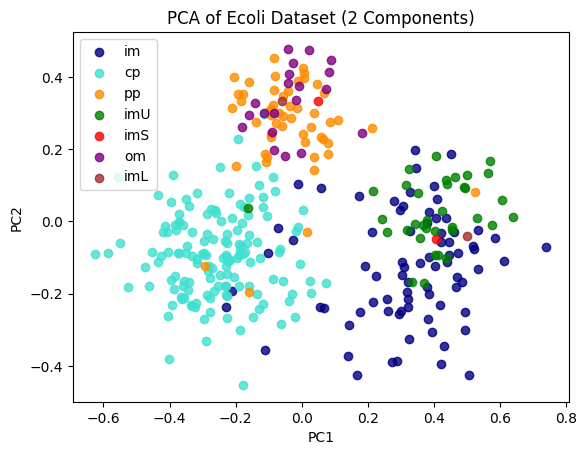 PCA of Ecoli Dataset (2 Components)
im
cp
pp
imU
imS
om
imL
0.4
0.2
0.0
−0.2
−0.4
PC2
−0.6 −0.4 −0.2 0.0 0.2 0.4 0.6 0.8
PC1